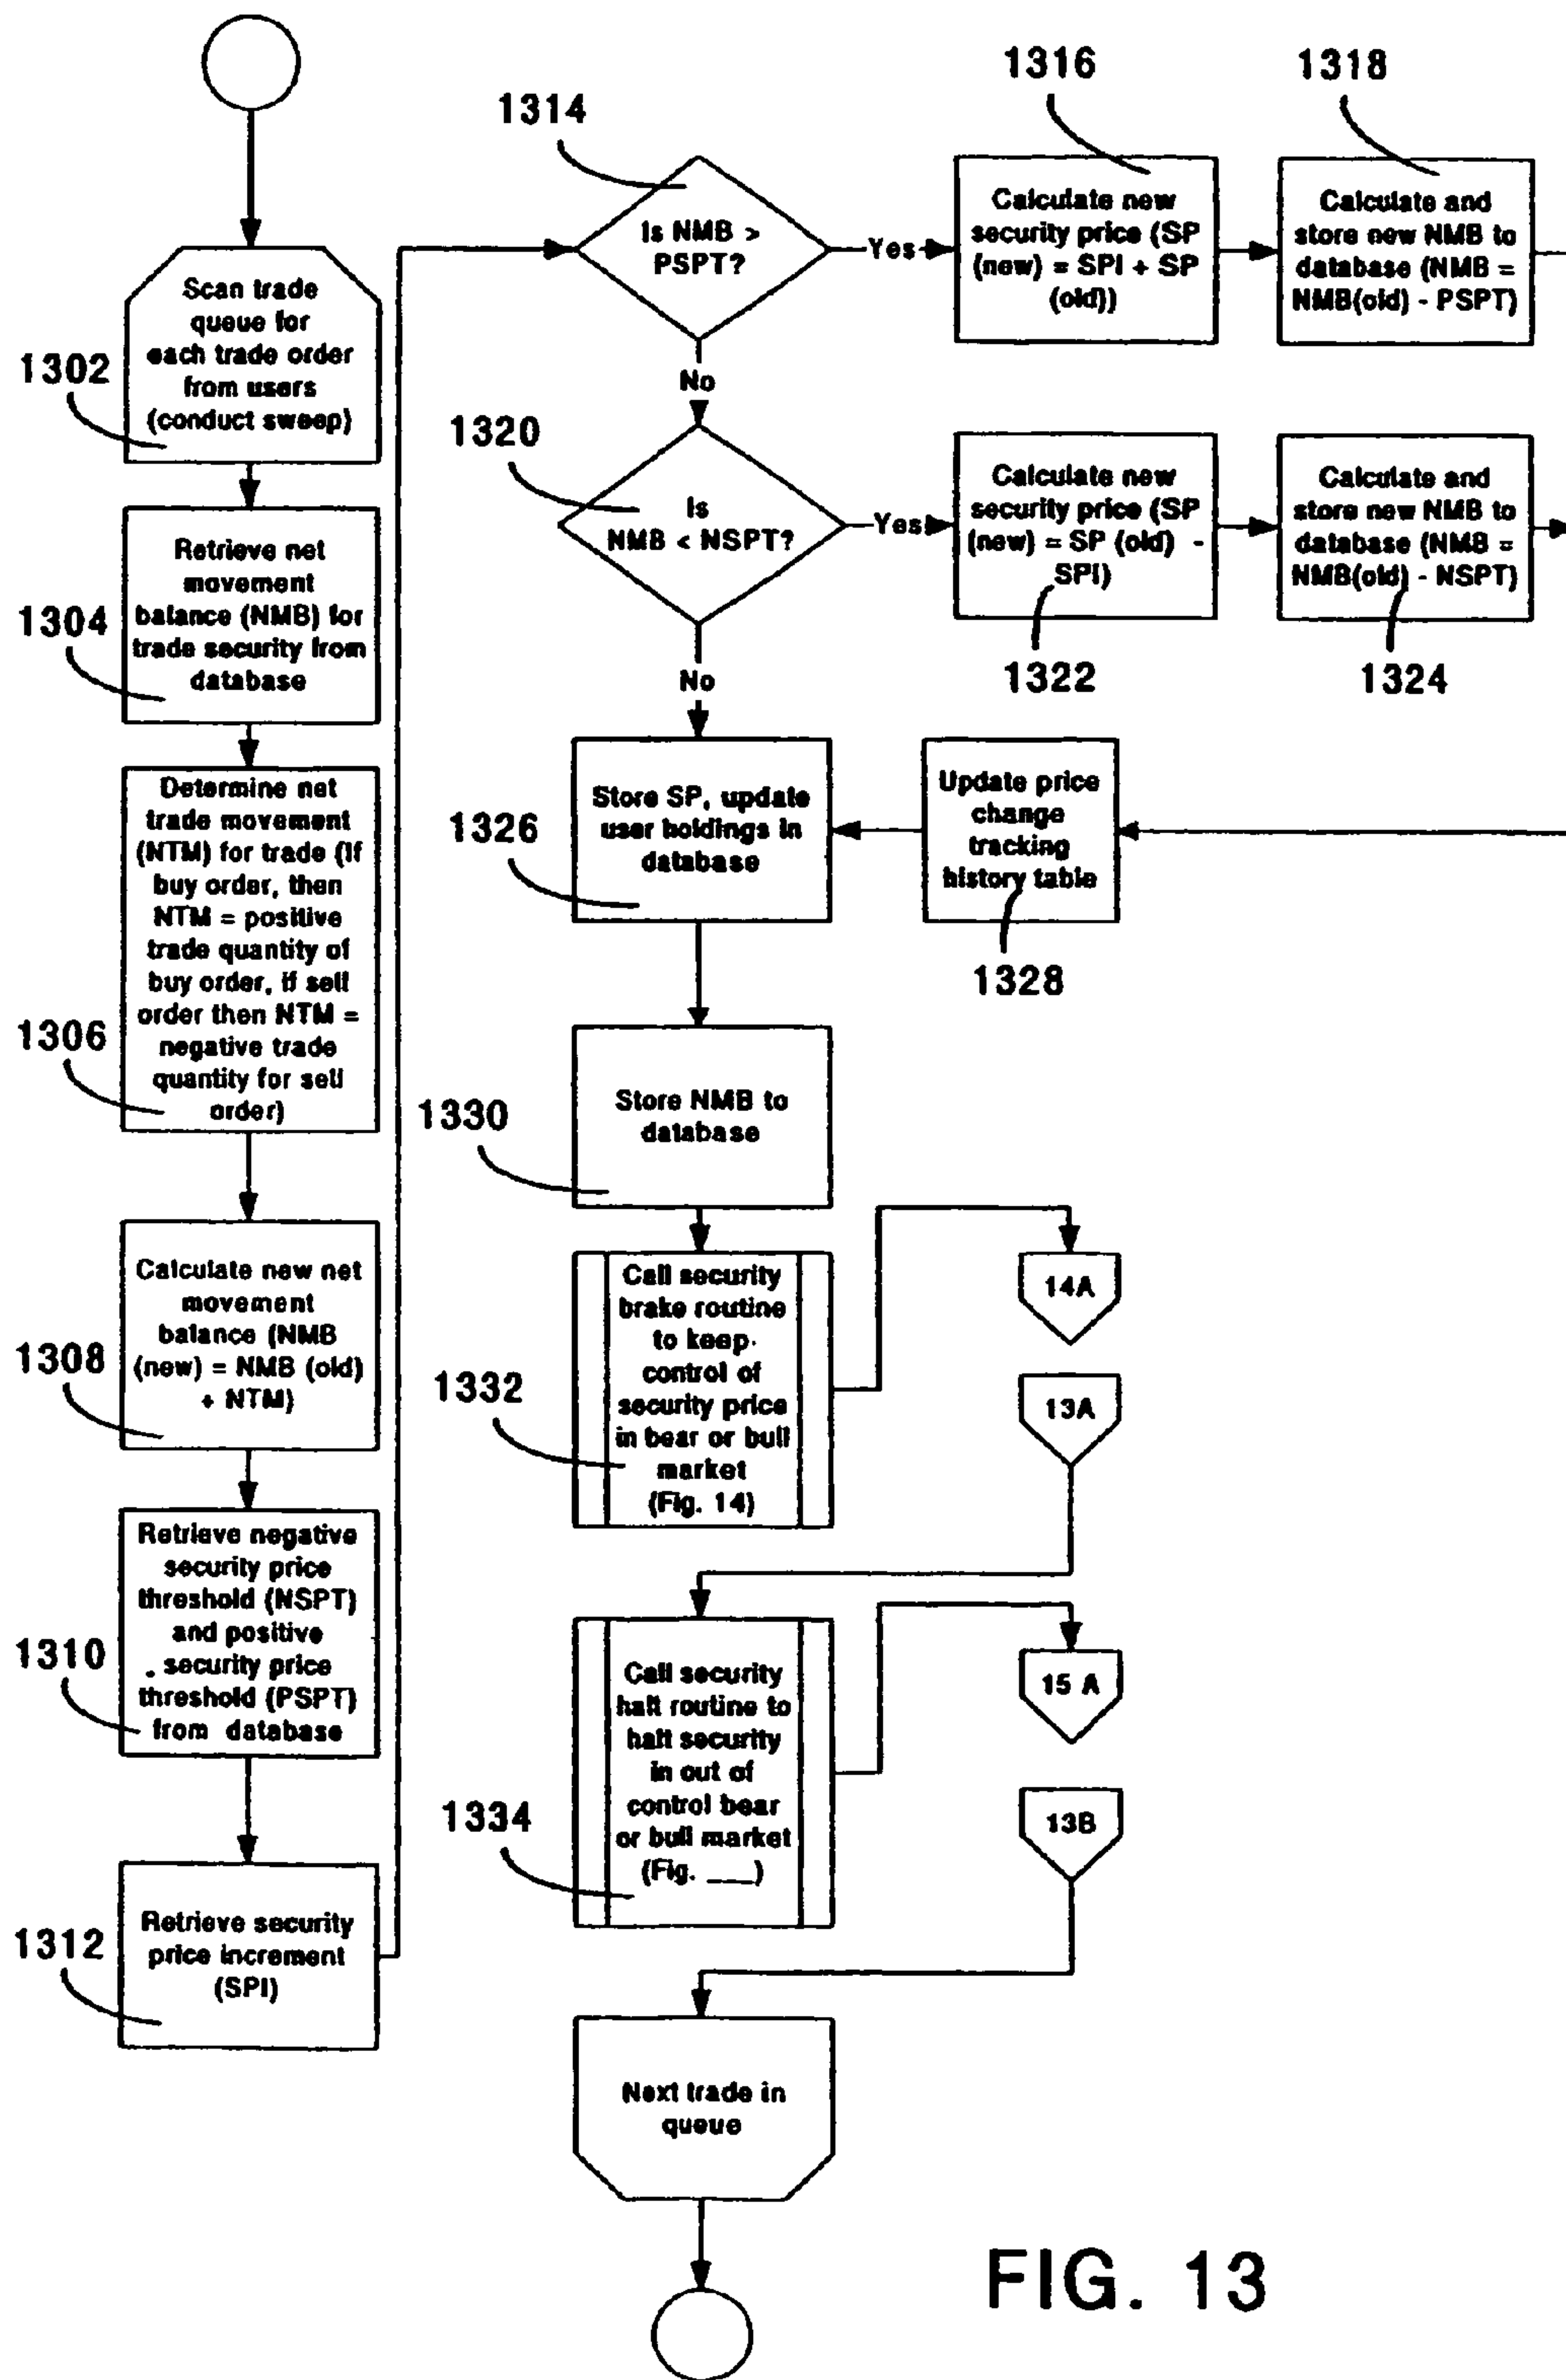 Scan trade
queue for
each trade order
from users
(conduct sweep)
1302
Retrieve net
movement
balance (NMB) for
trade security from
database
1304
Determine net
trade movement
(NTM) for trade (If
buy order, then
NTM = positive
trade quantity of
buy order, if sell
order then NTM =
negative trade
quantity for sell
order)
1306
Calculate new net
movement
balance (NMB
(new) = NMB (old)
+ NTM)
1308
Retrieve negative
security price
threshold (NSPT)
and positive
security price
threshold (PSPT)
from database
1310
Retrieve security
price increment
(SPI)
1312
1314
Is NMB >
PSPT?
Yes
No
1316
Calculate new
security price (SP
(new) = SPI + SP
(old))
1318
Calculate and
store new NMB to
database (NMB =
NMB(old) - PSPT)
1320
Is
NMB < NSPT?
Yes
No
Calculate new
security price (SP
(new) = SP (old) -
SPI)
1322
Calculate and
store new NMB to
database (NMB =
NMB(old) - NSPT)
1324
Store SP, update
user holdings in
database
1326
Update price
change
tracking
history table
1328
Store NMB to
database
1330
Call security
brake routine
to keep
control of
security price
in bear or bull
market
(Fig. 14)
1332
14A
13A
Call security
halt routine to
halt security
in out of
control bear
or bull market
(Fig. ___)
1334
15 A
13B
Next trade in
queue
FIG. 13